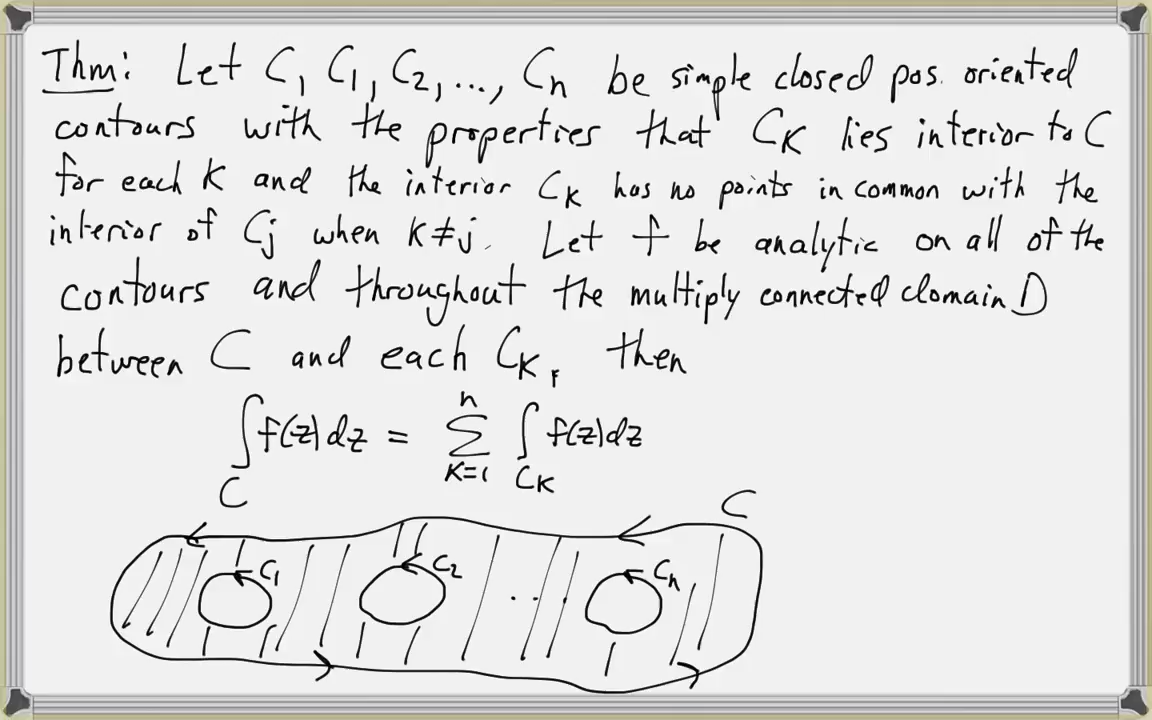 Thm: Let C, C₁, C₂, ..., Cn be simple closed pos. oriented
contours with the properties that CK lies interior to C
for each K and the interior CK has no points in common with the
interior of Cj when K≠j. Let f be analytic on all of the
contours and throughout the multiply connected domain D
between C and each CK, then
∫_C f(z)dz = ∑_{K=1}^{n} ∫_{CK} f(z)dz
C
C₁ C₂ ... Cn